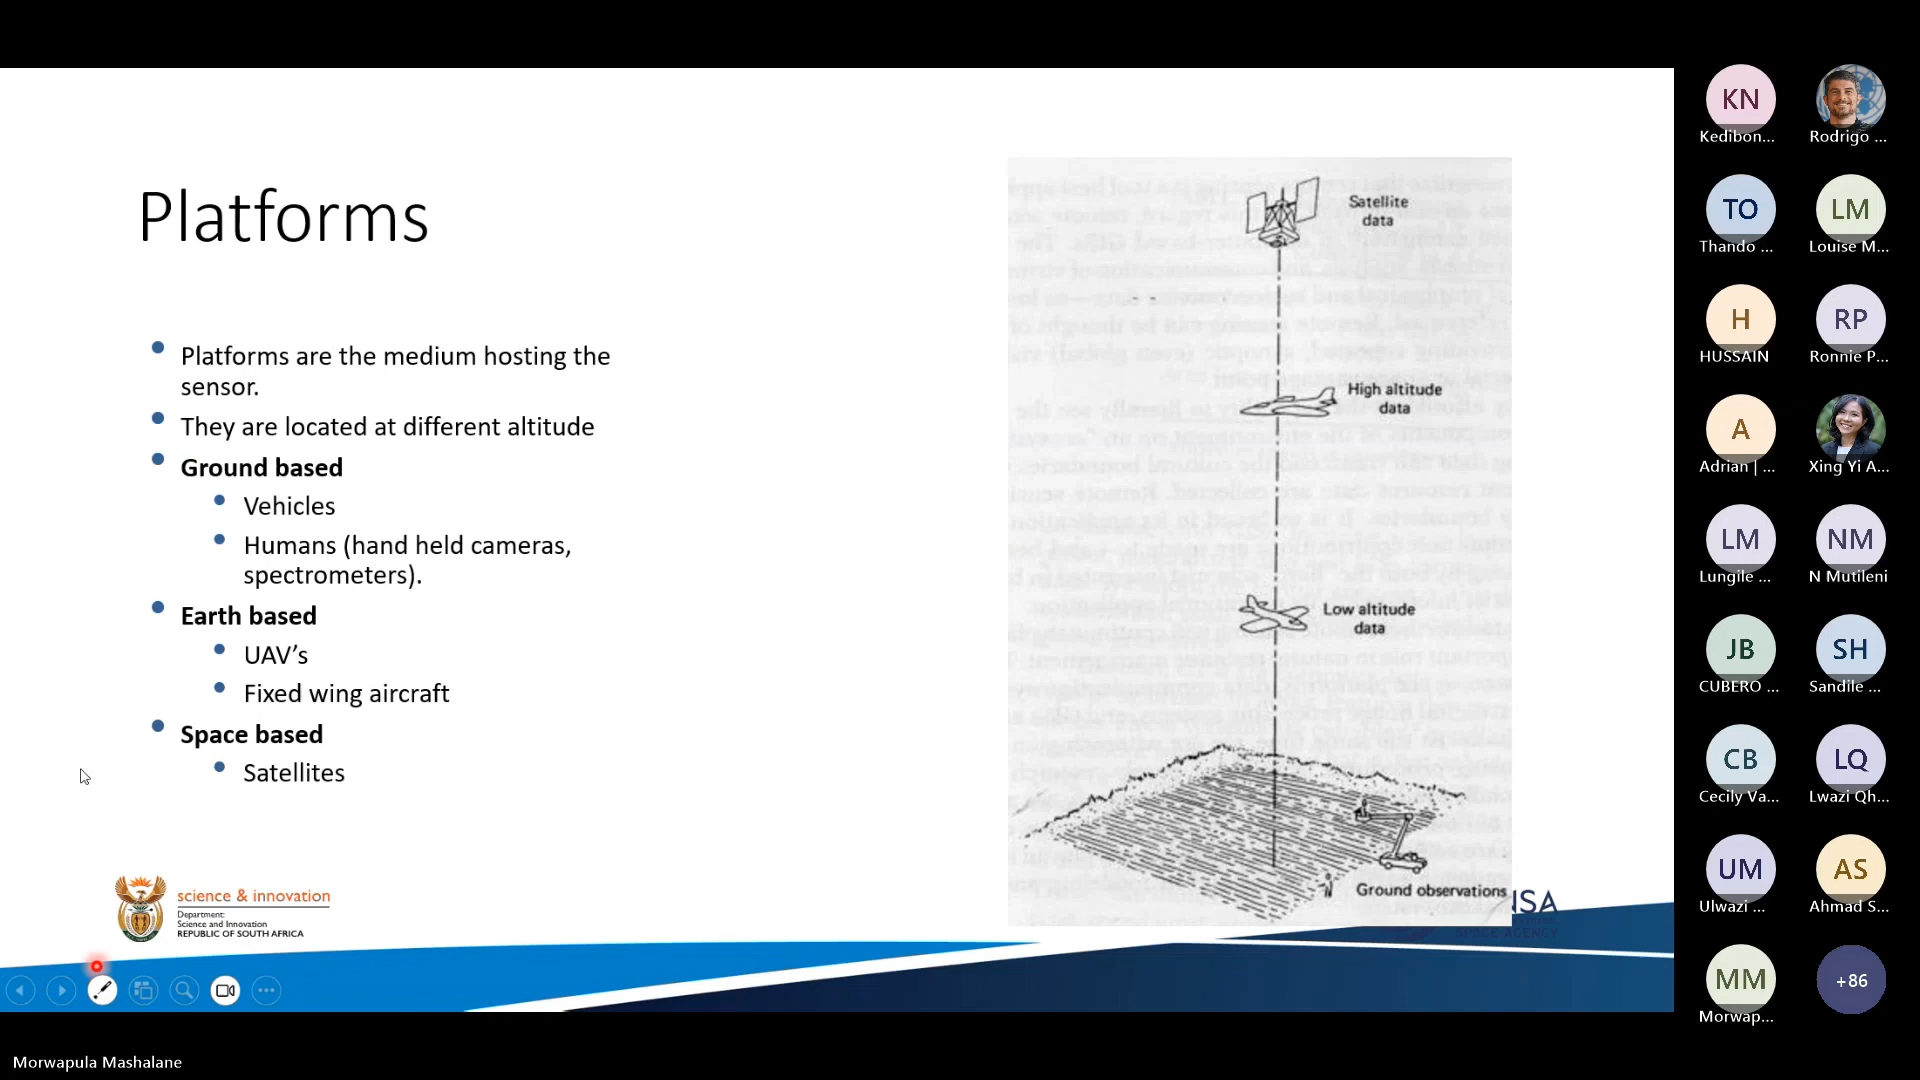 Platforms
Platforms are the medium hosting the
sensor.
They are located at different altitude
Ground based
Vehicles
Humans (hand held cameras,
spectrometers).
Earth based
UAV’s
Fixed wing aircraft
Space based
Satellites
Satellite
data
High altitude
data
Low altitude
data
Ground observations
science & innovation
Department:
Science and Innovation
REPUBLIC OF SOUTH AFRICA
NSA
SPACE AGENCY
KN
Kedibon...
Rodrigo ...
TO
Thando ...
LM
Louise M...
H
HUSSAIN
RP
Ronnie P...
A
Adrian | ...
Xing Yi A...
LM
Lungile ...
NM
N Mutileni
JB
CUBERO ...
SH
Sandile ...
CB
Cecily Va...
LQ
Lwazi Qh...
UM
Ulwazi ...
AS
Ahmad S...
MM
Morwap...
+86
Morwapula Mashalane